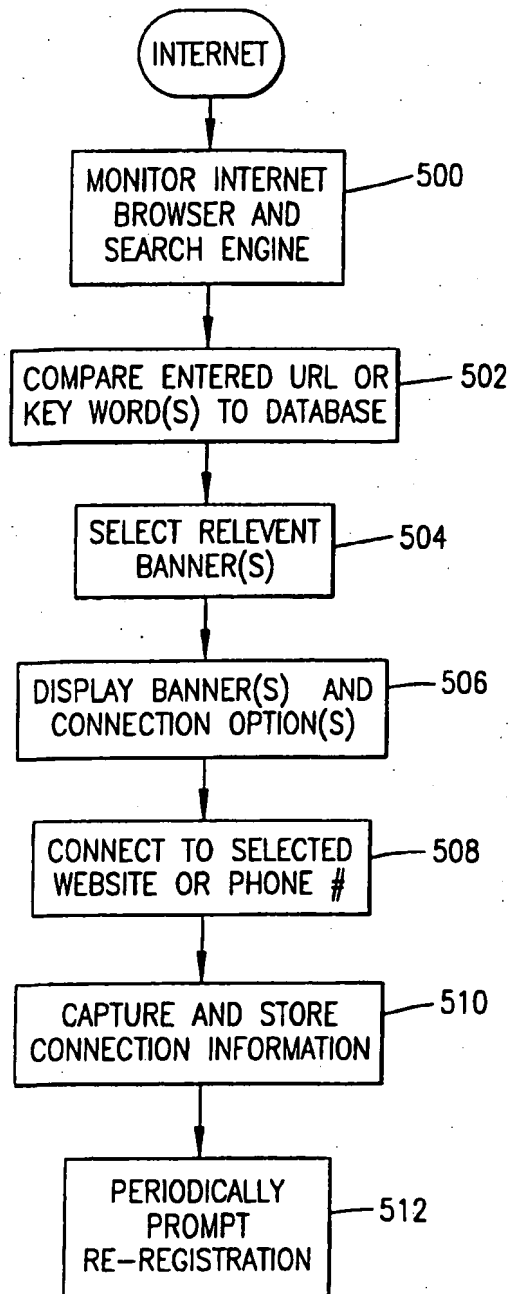 INTERNET
MONITOR INTERNET
BROWSER AND
SEARCH ENGINE
500
COMPARE ENTERED URL OR
KEY WORD(S) TO DATABASE
502
SELECT RELEVENT
BANNER(S)
504
DISPLAY BANNER(S) AND
CONNECTION OPTION(S)
506
CONNECT TO SELECTED
WEBSITE OR PHONE #
508
CAPTURE AND STORE
CONNECTION INFORMATION
510
PERIODICALLY
PROMPT
RE-REGISTRATION
512